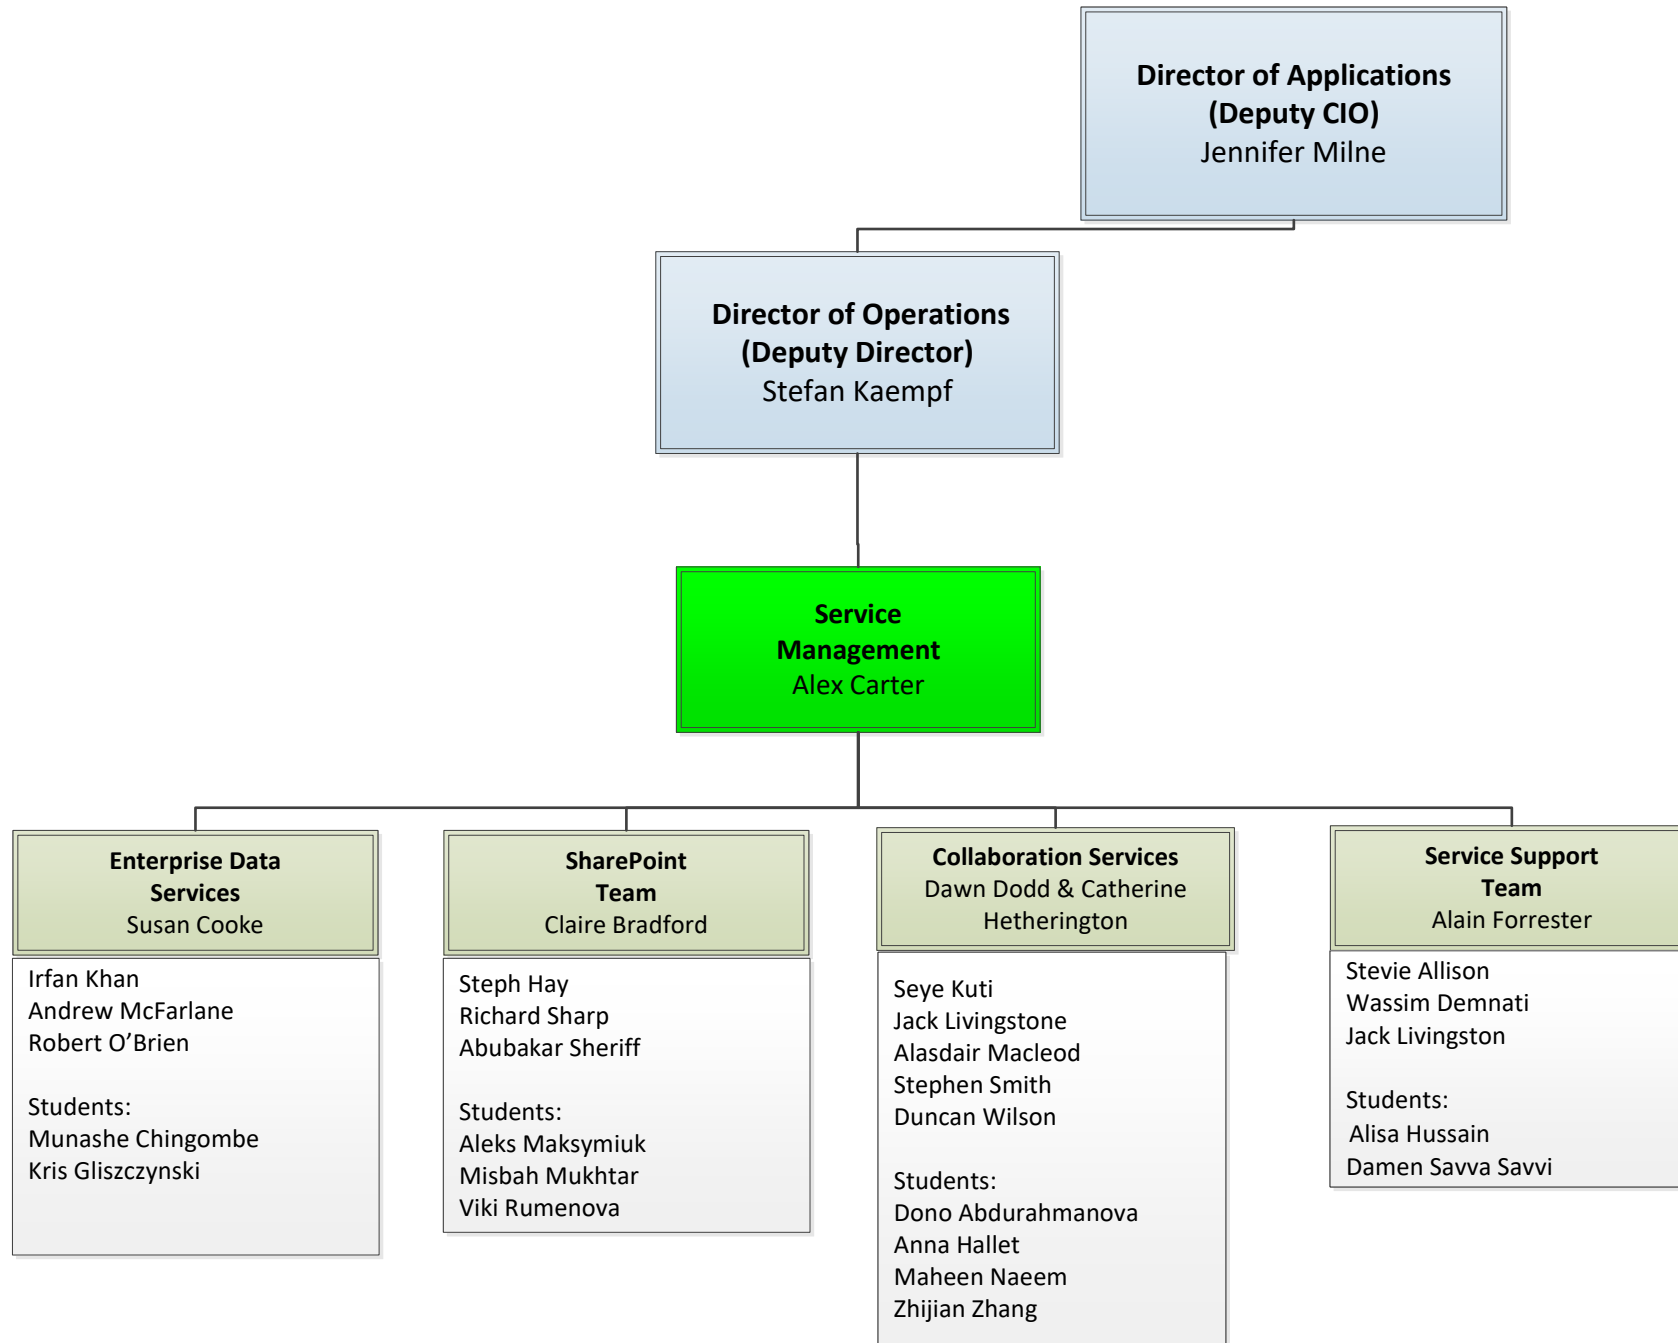 Director of Applications
(Deputy CIO)
Jennifer Milne
Director of Operations
(Deputy Director)
Stefan Kaempf
Service
Management
Alex Carter
Enterprise Data
Services
Susan Cooke
Irfan Khan
Andrew McFarlane
Robert O’Brien
Students:
Munashe Chingombe
Kris Gliszczynski
SharePoint
Team
Claire Bradford
Steph Hay
Richard Sharp
Abubakar Sheriff
Students:
Aleks Maksymiuk
Misbah Mukhtar
Viki Rumenova
Collaboration Services
Dawn Dodd & Catherine
Hetherington
Seye Kuti
Jack Livingstone
Alasdair Macleod
Stephen Smith
Duncan Wilson
Students:
Dono Abdurahmanova
Anna Hallet
Maheen Naeem
Zhijian Zhang
Service Support
Team
Alain Forrester
Stevie Allison
Wassim Demnati
Jack Livingston
Students:
Alisa Hussain
Damen Savva Savvi